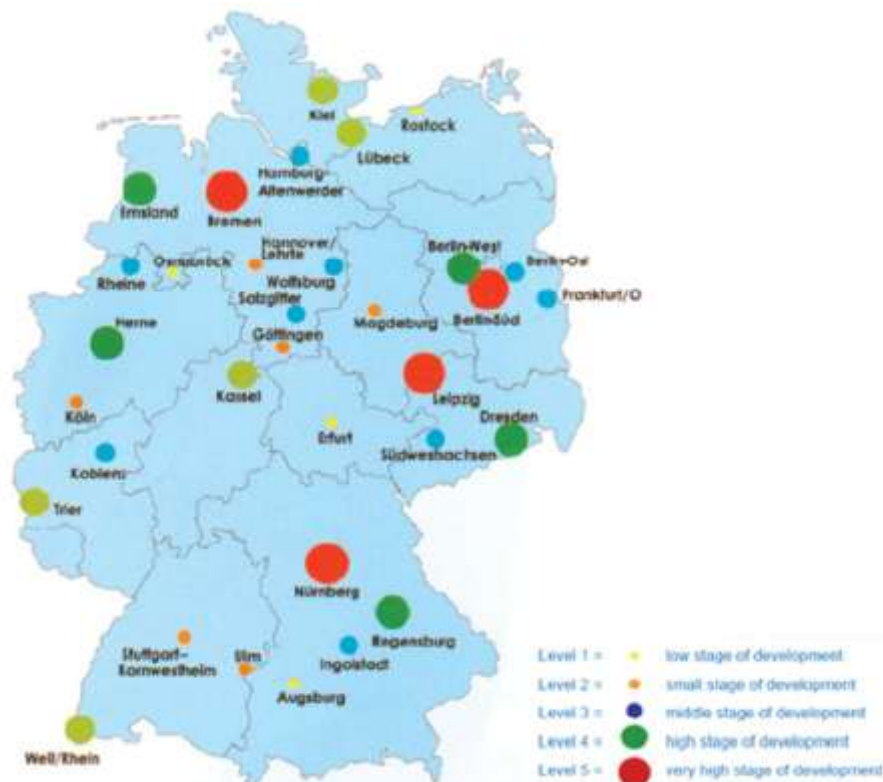 Kiel
Rostock
Lübeck
Hamburg-
Altenwerder
Emsland
Bremen
Hannover/
Lehrte
Osnabrück
Rheine
Wolfsburg
Salzgitter
Berlin-West
Berlin-Ost
Berlin-Süd
Frankfurt/O
Magdeburg
Herne
Göttingen
Kassel
Leipzig
Dresden
Köln
Erfurt
Südwestsachsen
Koblenz
Trier
Nürnberg
Regensburg
Stuttgart-
Kornwestheim
Ulm
Ingolstadt
Augsburg
Weil/Rhein
Level 1 = low stage of development
Level 2 = small stage of development
Level 3 = middle stage of development
Level 4 = high stage of development
Level 5 = very high stage of development